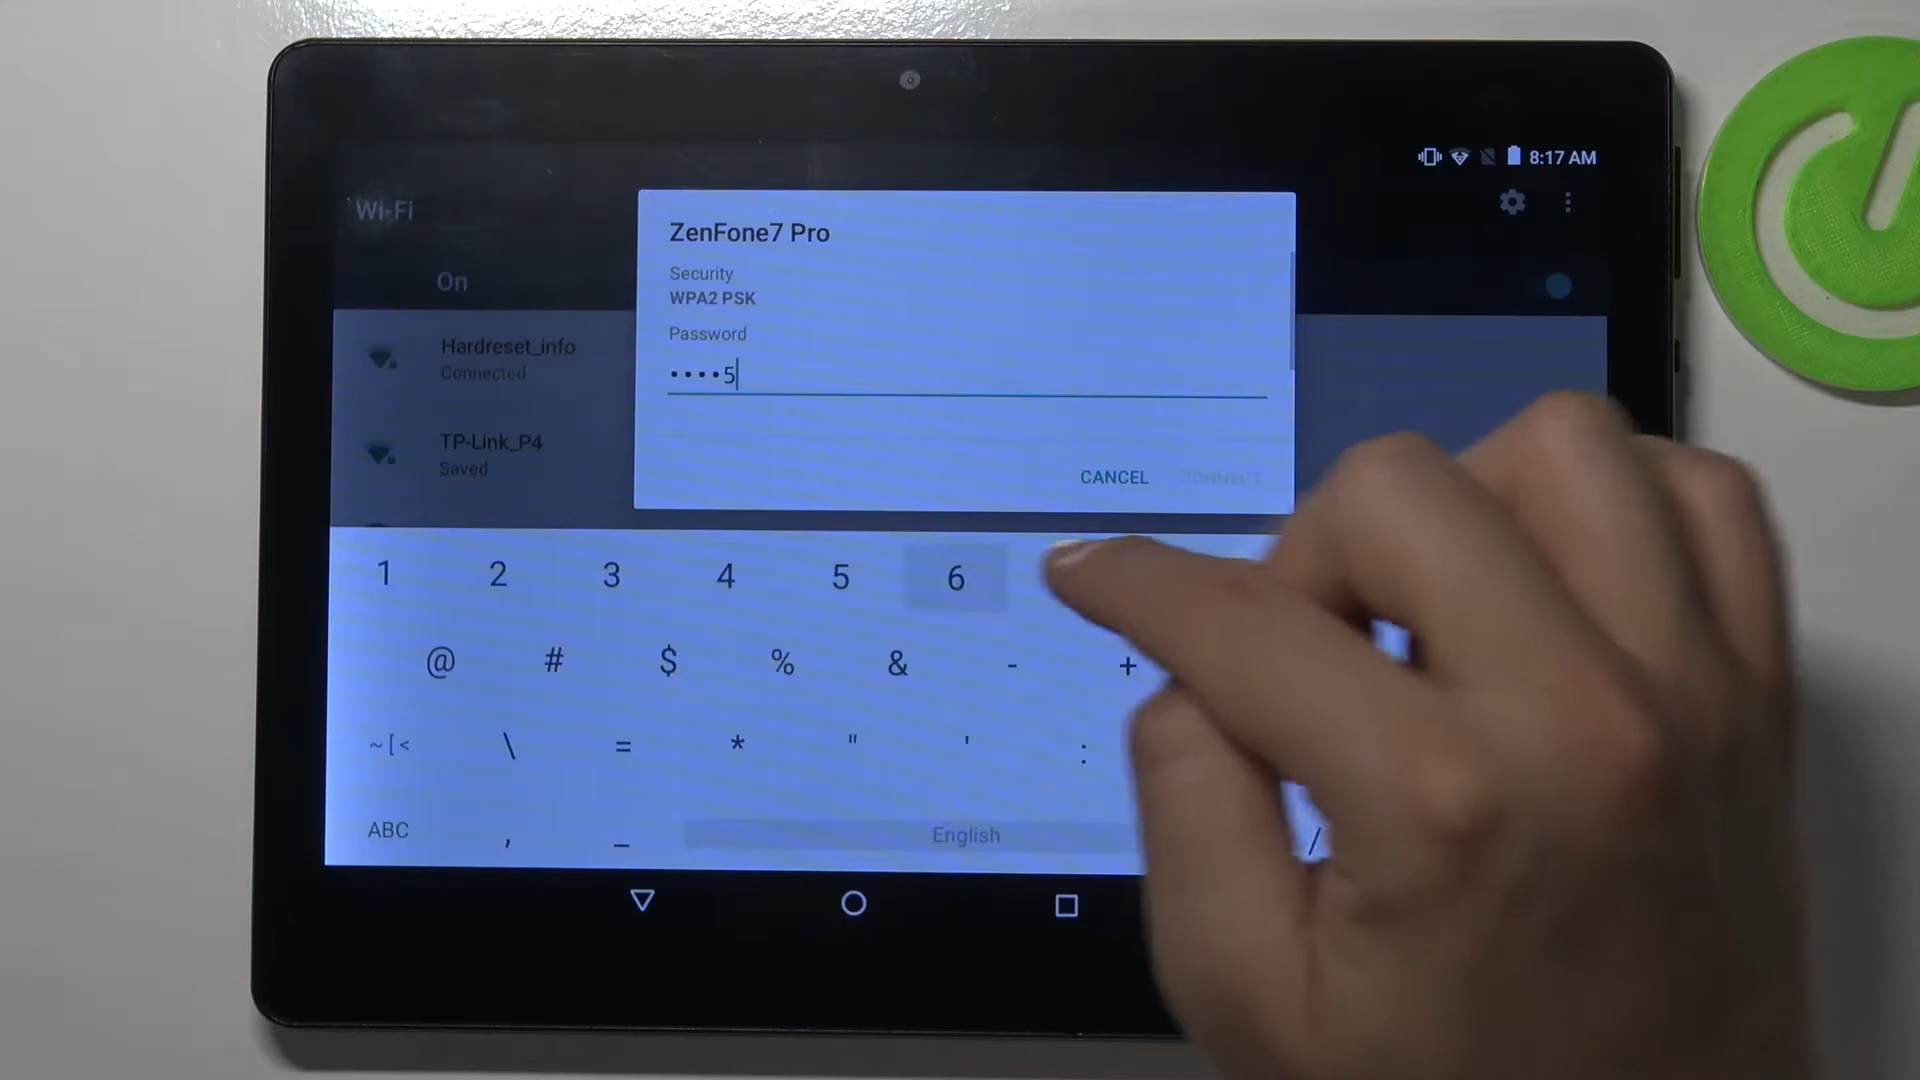 8:17 AM
Wi-Fi
ZenFone7 Pro
Security
WPA2 PSK
On
Password
Hardreset_info
Connected
••••5
TP-Link_P4
Saved
CANCEL CONNECT
1 2 3 4 5 6
@ # $ % & - +
~[< \ = * " ' :
ABC , _ English /